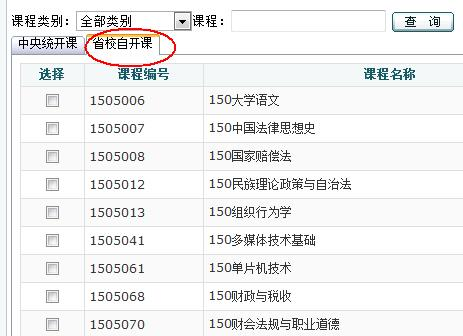 课程类别：全部类别 课程： 查 询
中央统开课 省校自开课
选择 课程编号 课程名称
1505006 150大学语文
1505007 150中国法律思想史
1505008 150国家赔偿法
1505012 150民族理论政策与自治法
1505013 150组织行为学
1505041 150多媒体技术基础
1505061 150单片机技术
1505068 150财政与税收
1505070 150财会法规与职业道德